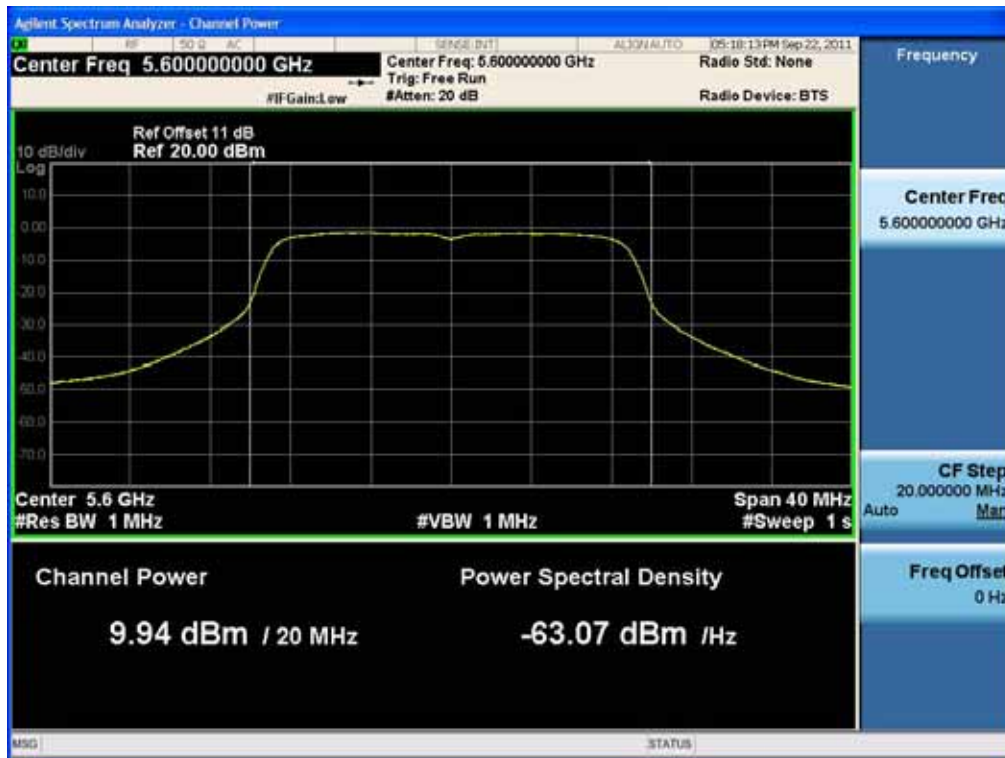 Agilent Spectrum Analyzer - Channel Power
RF 50 Ω AC SENSE:INT ALIGNAUTO 05:18:13PM Sep 22, 2011
Center Freq 5.600000000 GHz
Center Freq: 5.600000000 GHz
Radio Std: None
Trig: Free Run
#IFGain:Low
#Atten: 20 dB
Radio Device: BTS
Ref Offset 11 dB
10 dB/div
Ref 20.00 dBm
Log
10.0
0.00
-10.0
-20.0
-30.0
-40.0
-50.0
-60.0
-70.0
Center 5.6 GHz
Span 40 MHz
#Res BW 1 MHz
#VBW 1 MHz
#Sweep 1 s
Channel Power
Power Spectral Density
9.94 dBm / 20 MHz
-63.07 dBm /Hz
MSG
STATUS
Frequency
Center Freq
5.600000000 GHz
CF Step
20.000000 MHz
Auto Man
Freq Offset
0 Hz